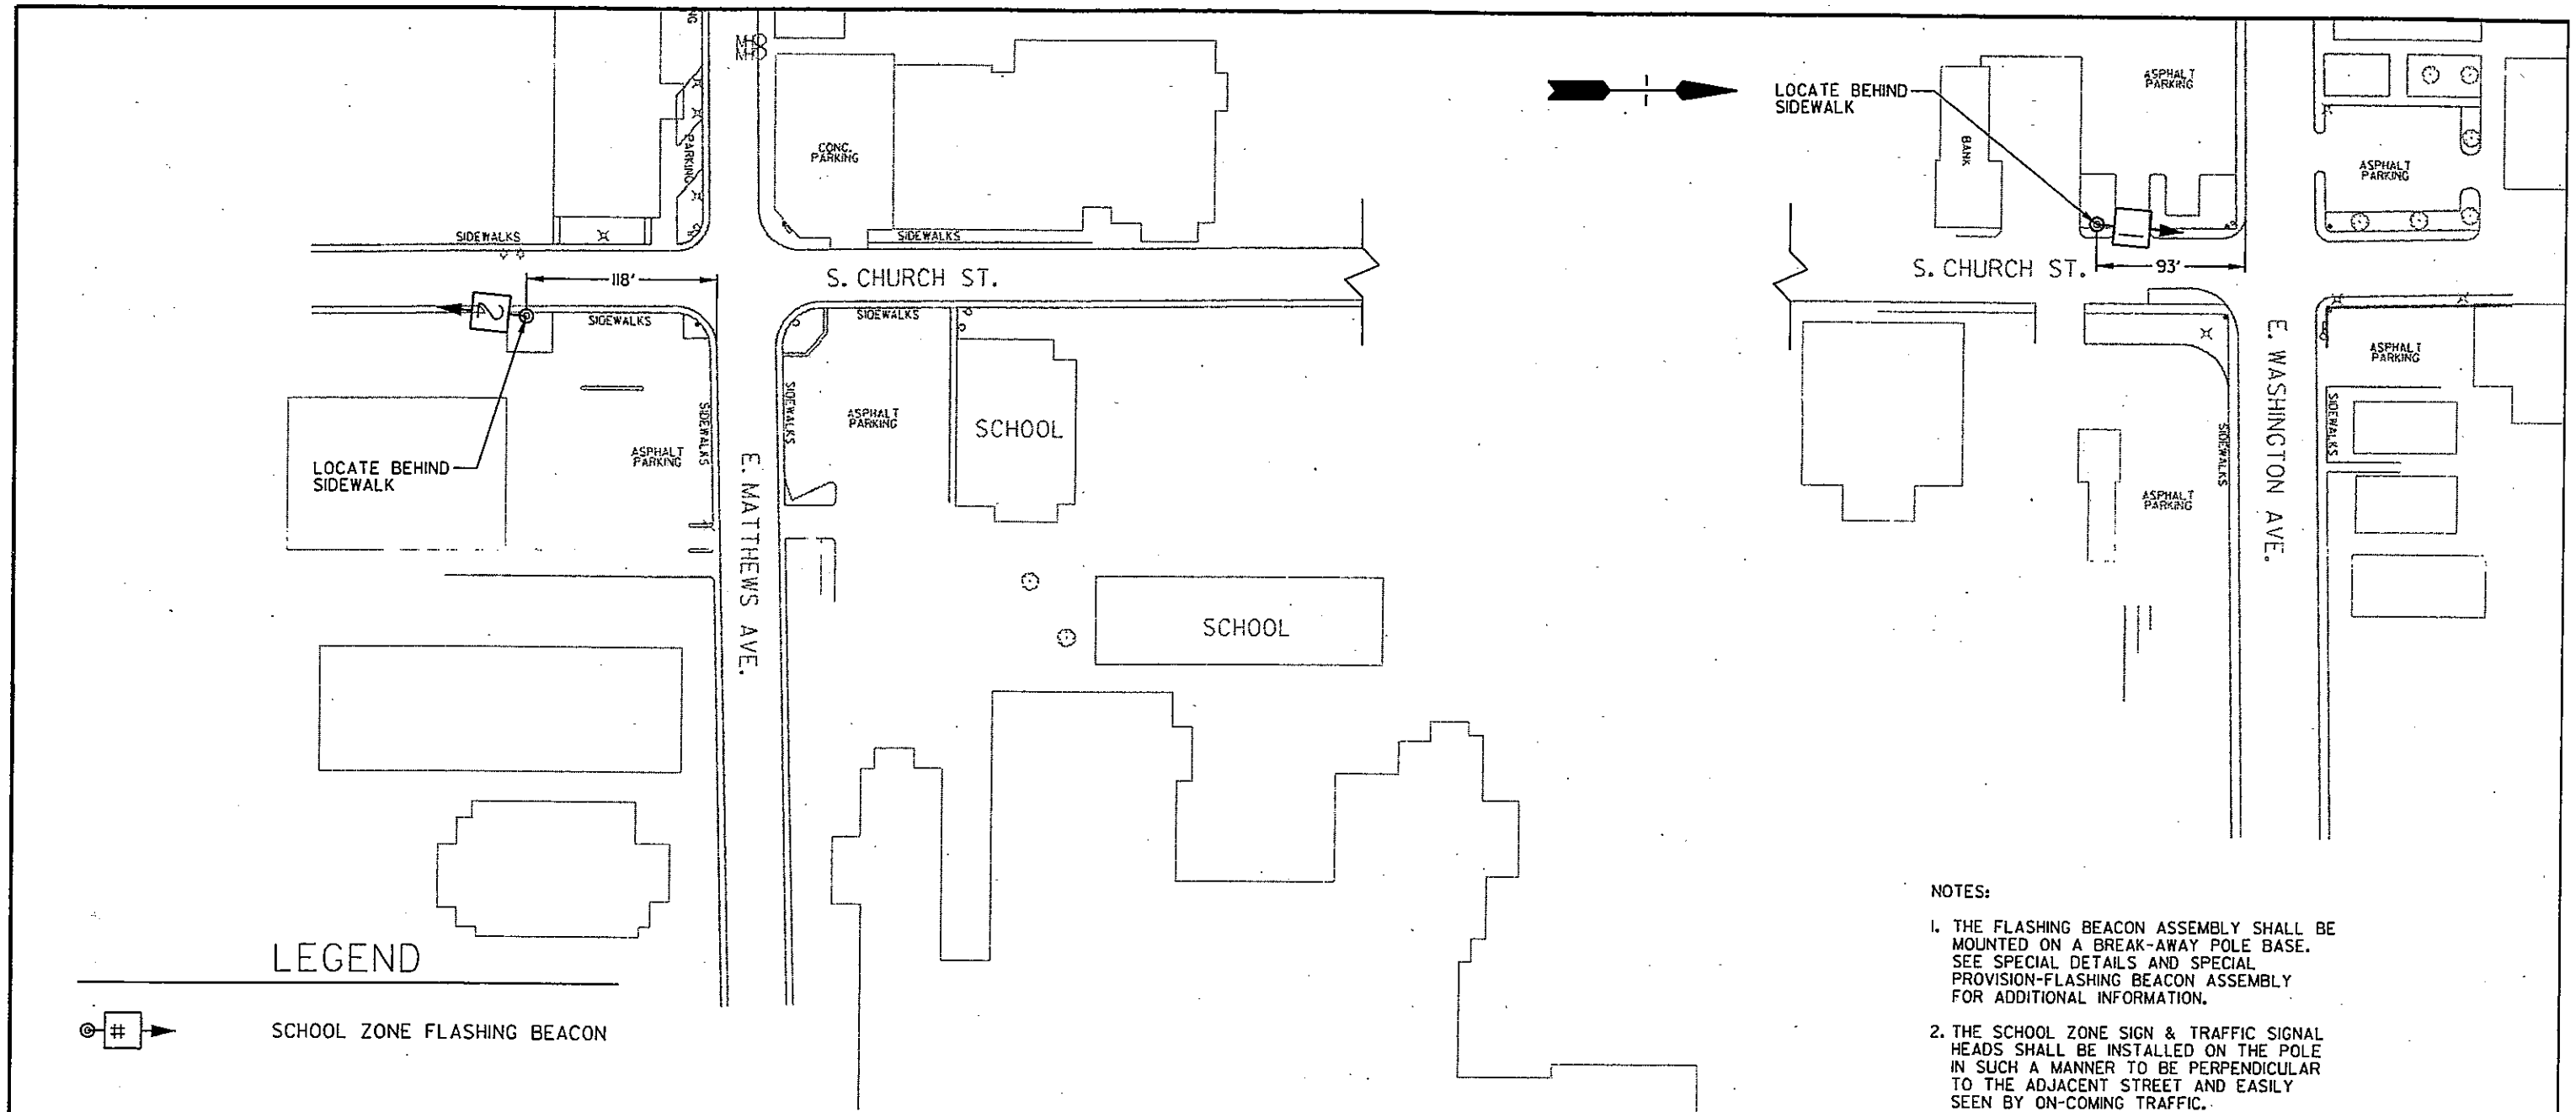 NG
MH
MH
PARKING
CONC.
PARKING
SIDEWALKS
SIDEWALKS
118'
S. CHURCH ST.
2
SIDEWALKS
SIDEWALKS
LOCATE BEHIND
SIDEWALK
ASPHALT
PARKING
SIDEWALKS
E. MATTHEWS AVE.
SIDEWALKS
ASPHALT
PARKING
SCHOOL
SCHOOL
LOCATE BEHIND
SIDEWALK
BANK
ASPHALT
PARKING
ASPHALT
PARKING
1
S. CHURCH ST.
93'
E. WASHINGTON AVE.
ASPHALT
PARKING
SIDEWALKS
SIDEWALKS
ASPHALT
PARKING
LEGEND
#
SCHOOL ZONE FLASHING BEACON
NOTES:
1. THE FLASHING BEACON ASSEMBLY SHALL BE
MOUNTED ON A BREAK-AWAY POLE BASE.
SEE SPECIAL DETAILS AND SPECIAL
PROVISION-FLASHING BEACON ASSEMBLY
FOR ADDITIONAL INFORMATION.
2. THE SCHOOL ZONE SIGN & TRAFFIC SIGNAL
HEADS SHALL BE INSTALLED ON THE POLE
IN SUCH A MANNER TO BE PERPENDICULAR
TO THE ADJACENT STREET AND EASILY
SEEN BY ON-COMING TRAFFIC.